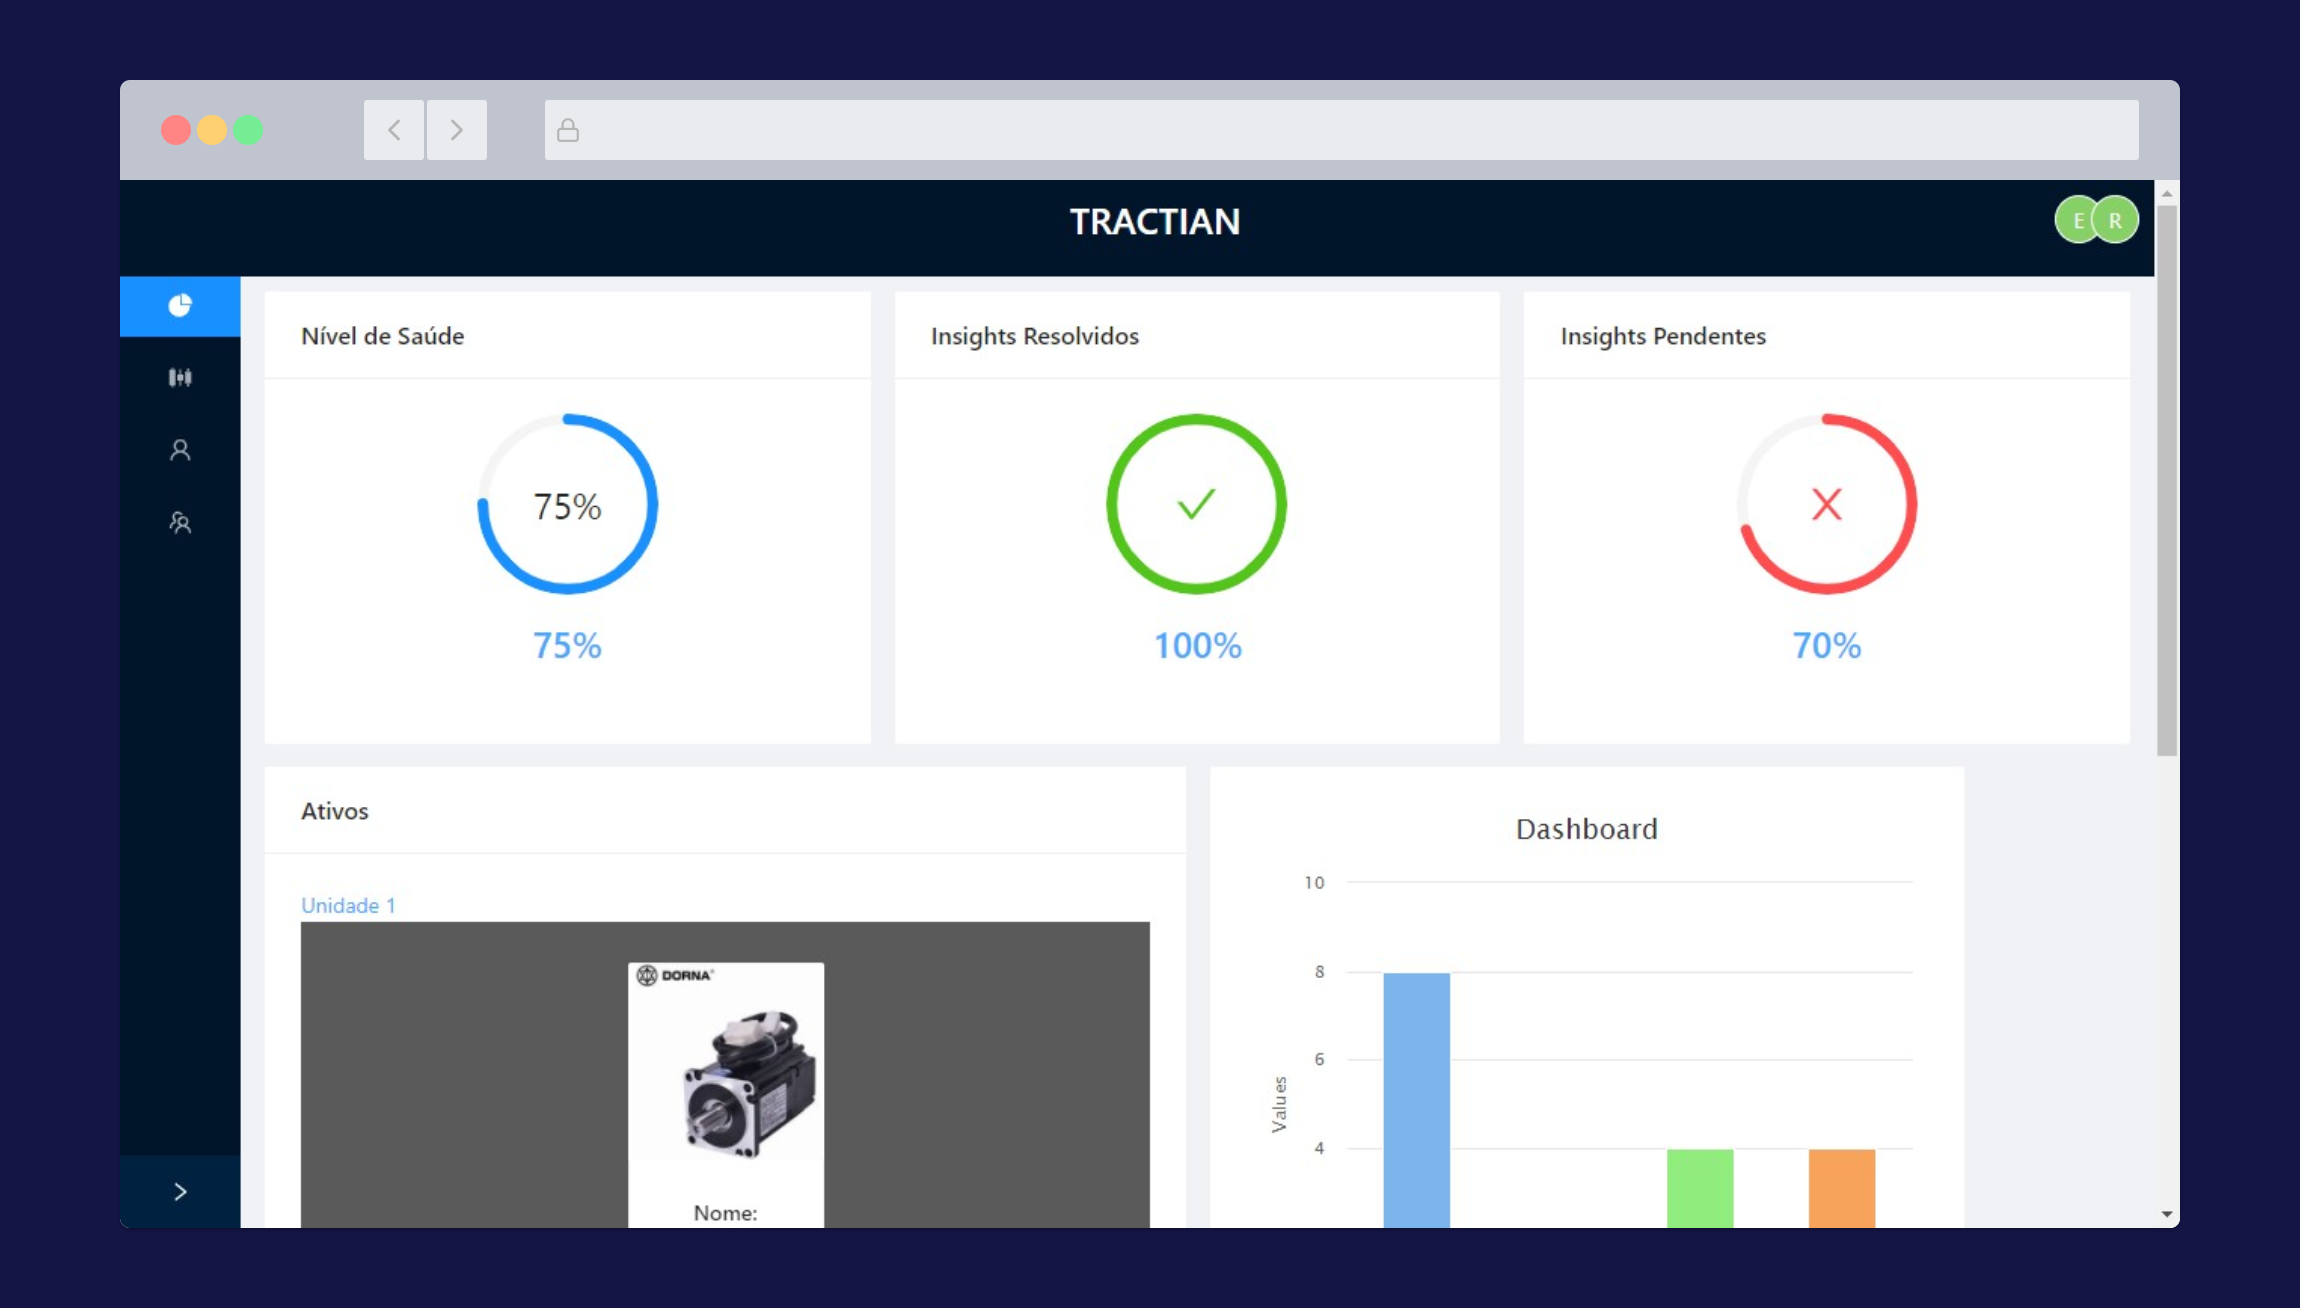 TRACTIAN
E R
Nível de Saúde
Insights Resolvidos
Insights Pendentes
75%
75%
100%
70%
Ativos
Unidade 1
DORNA
Nome:
Dashboard
10
8
6
4
Values